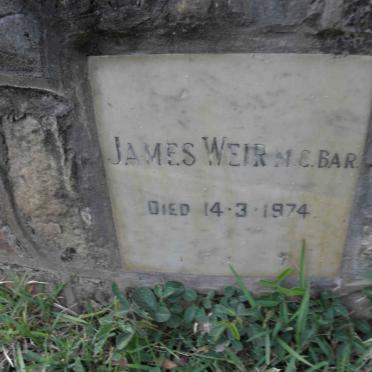 JAMES WEIR M.C. BAR.
DIED 14·3·1974.